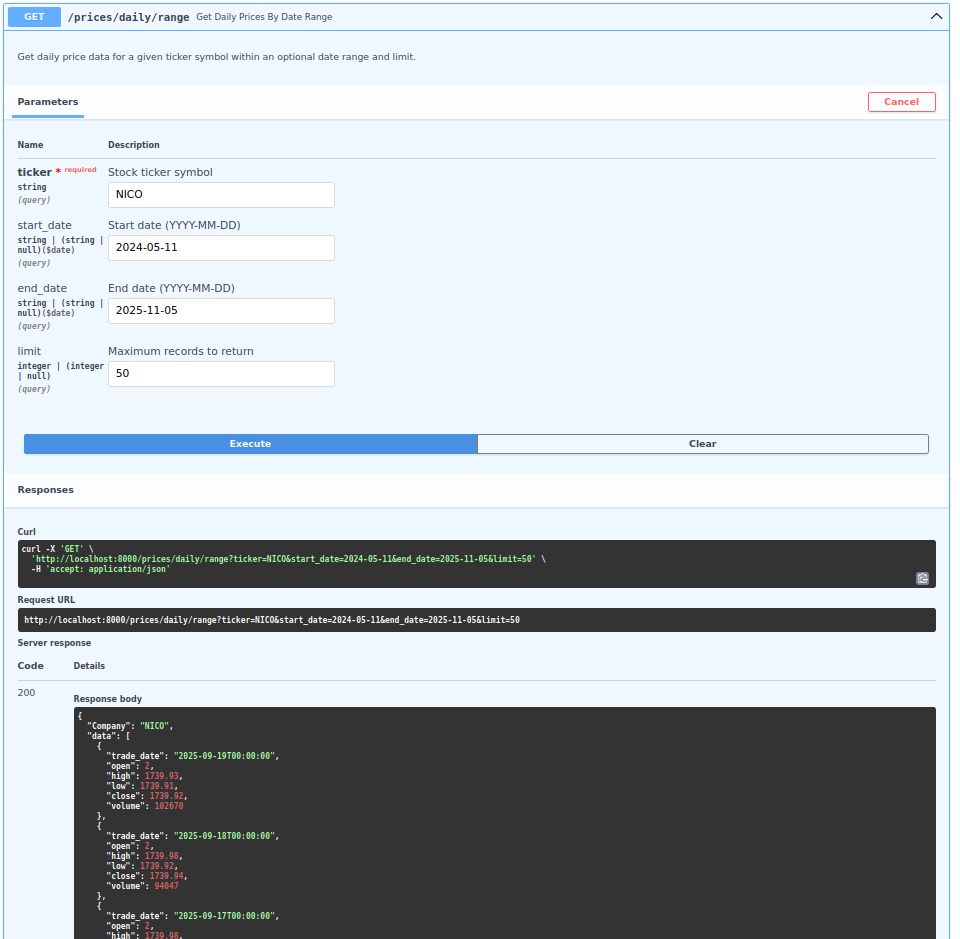 GET /prices/daily/range Get Daily Prices By Date Range
Get daily price data for a given ticker symbol within an optional date range and limit.
Parameters
Cancel
Name Description
ticker * required Stock ticker symbol
string
(query)
NICO
start_date Start date (YYYY-MM-DD)
string | (string |
null)($date)
(query)
2024-05-11
end_date End date (YYYY-MM-DD)
string | (string |
null)($date)
(query)
2025-11-05
limit Maximum records to return
integer | (integer
| null)
(query)
50
Execute Clear
Responses
Curl
curl -X 'GET' \
'http://localhost:8000/prices/daily/range?ticker=NICO&start_date=2024-05-11&end_date=2025-11-05&limit=50' \
-H 'accept: application/json'
Request URL
http://localhost:8000/prices/daily/range?ticker=NICO&start_date=2024-05-11&end_date=2025-11-05&limit=50
Server response
Code Details
200
Response body
{
"Company": "NICO",
"data": [
{
"trade_date": "2025-09-19T00:00:00",
"open": 2,
"high": 1739.93,
"low": 1739.91,
"close": 1739.92,
"volume": 102670
},
{
"trade_date": "2025-09-18T00:00:00",
"open": 2,
"high": 1739.98,
"low": 1739.92,
"close": 1739.94,
"volume": 94047
},
{
"trade_date": "2025-09-17T00:00:00",
"open": 2,
"high": 1739.98,